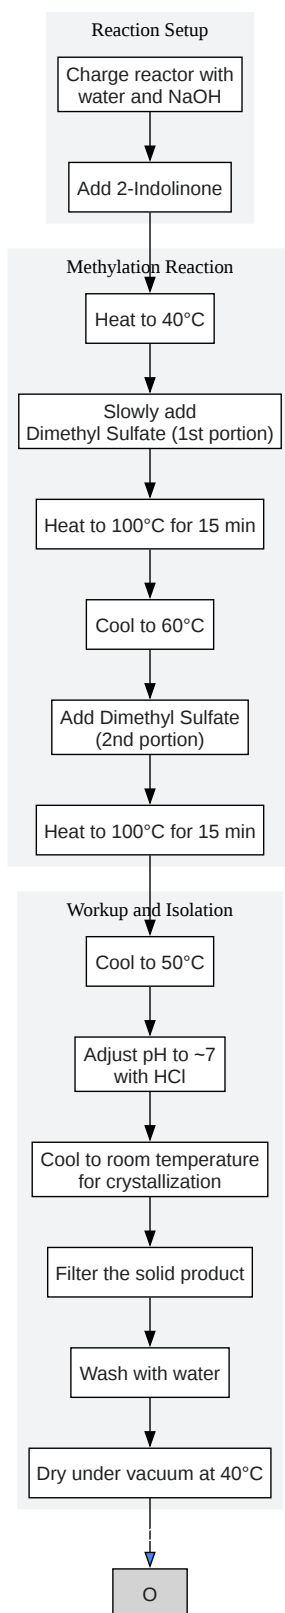 Reaction Setup
Charge reactor with
water and NaOH
Add 2-Indolinone
Methylation Reaction
Heat to 40°C
Slowly add
Dimethyl Sulfate (1st portion)
Heat to 100°C for 15 min
Cool to 60°C
Add Dimethyl Sulfate
(2nd portion)
Heat to 100°C for 15 min
Workup and Isolation
Cool to 50°C
Adjust pH to ~7
with HCl
Cool to room temperature
for crystallization
Filter the solid product
Wash with water
Dry under vacuum at 40°C
O